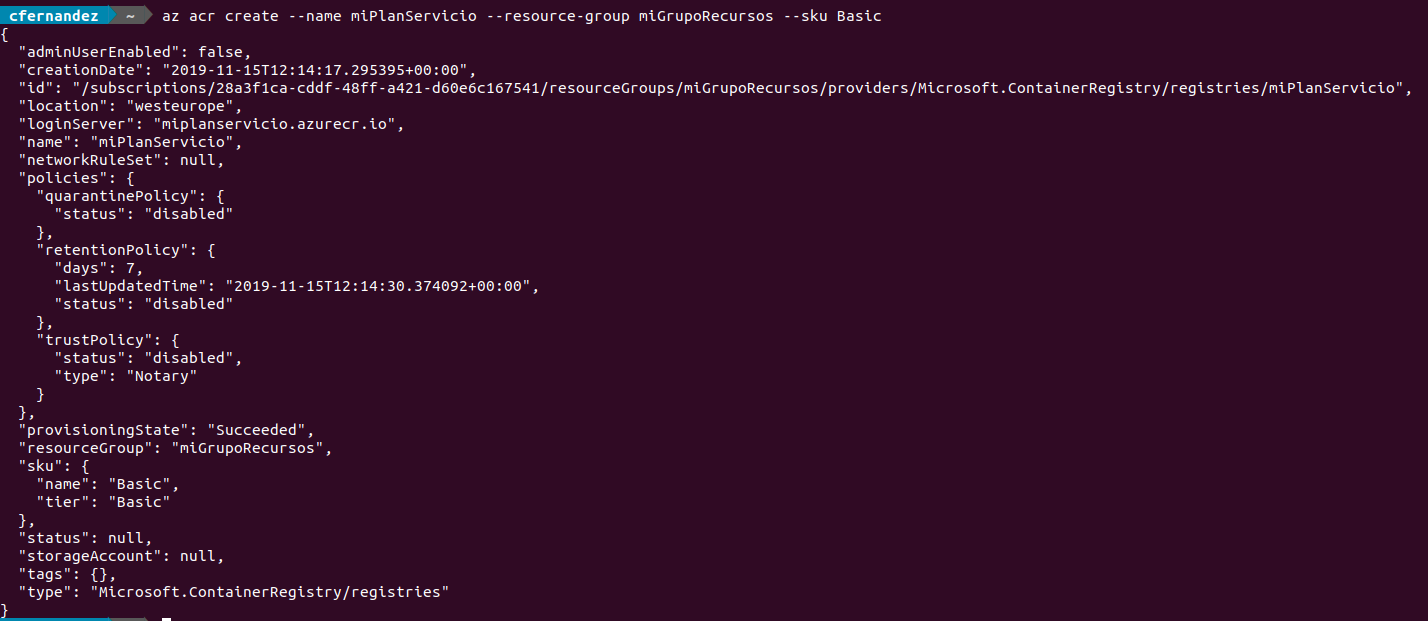 cfernandez ~ az acr create --name miPlanServicio --resource-group miGrupoRecursos --sku Basic
{
  "adminUserEnabled": false,
  "creationDate": "2019-11-15T12:14:17.295395+00:00",
  "id": "/subscriptions/28a3f1ca-cddf-48ff-a421-d60e6c167541/resourceGroups/miGrupoRecursos/providers/Microsoft.ContainerRegistry/registries/miPlanServicio",
  "location": "westeurope",
  "loginServer": "miplanservicio.azurecr.io",
  "name": "miPlanServicio",
  "networkRuleSet": null,
  "policies": {
    "quarantinePolicy": {
      "status": "disabled"
    },
    "retentionPolicy": {
      "days": 7,
      "lastUpdatedTime": "2019-11-15T12:14:30.374092+00:00",
      "status": "disabled"
    },
    "trustPolicy": {
      "status": "disabled",
      "type": "Notary"
    }
  },
  "provisioningState": "Succeeded",
  "resourceGroup": "miGrupoRecursos",
  "sku": {
    "name": "Basic",
    "tier": "Basic"
  },
  "status": null,
  "storageAccount": null,
  "tags": {},
  "type": "Microsoft.ContainerRegistry/registries"
}